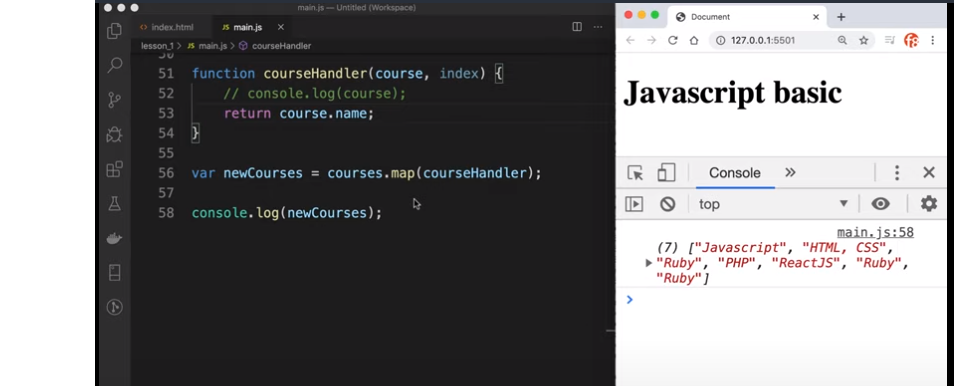 main.js — Untitled (Workspace)
index.html
main.js
lesson_1 > main.js > courseHandler
50
51 function courseHandler(course, index) {
52 // console.log(course);
53 return course.name;
54 }
55
56 var newCourses = courses.map(courseHandler);
57
58 console.log(newCourses);
Document
127.0.0.1:5501
Javascript basic
Console
top
main.js:58
(7) ["Javascript", "HTML, CSS",
"Ruby", "PHP", "ReactJS", "Ruby",
"Ruby"]